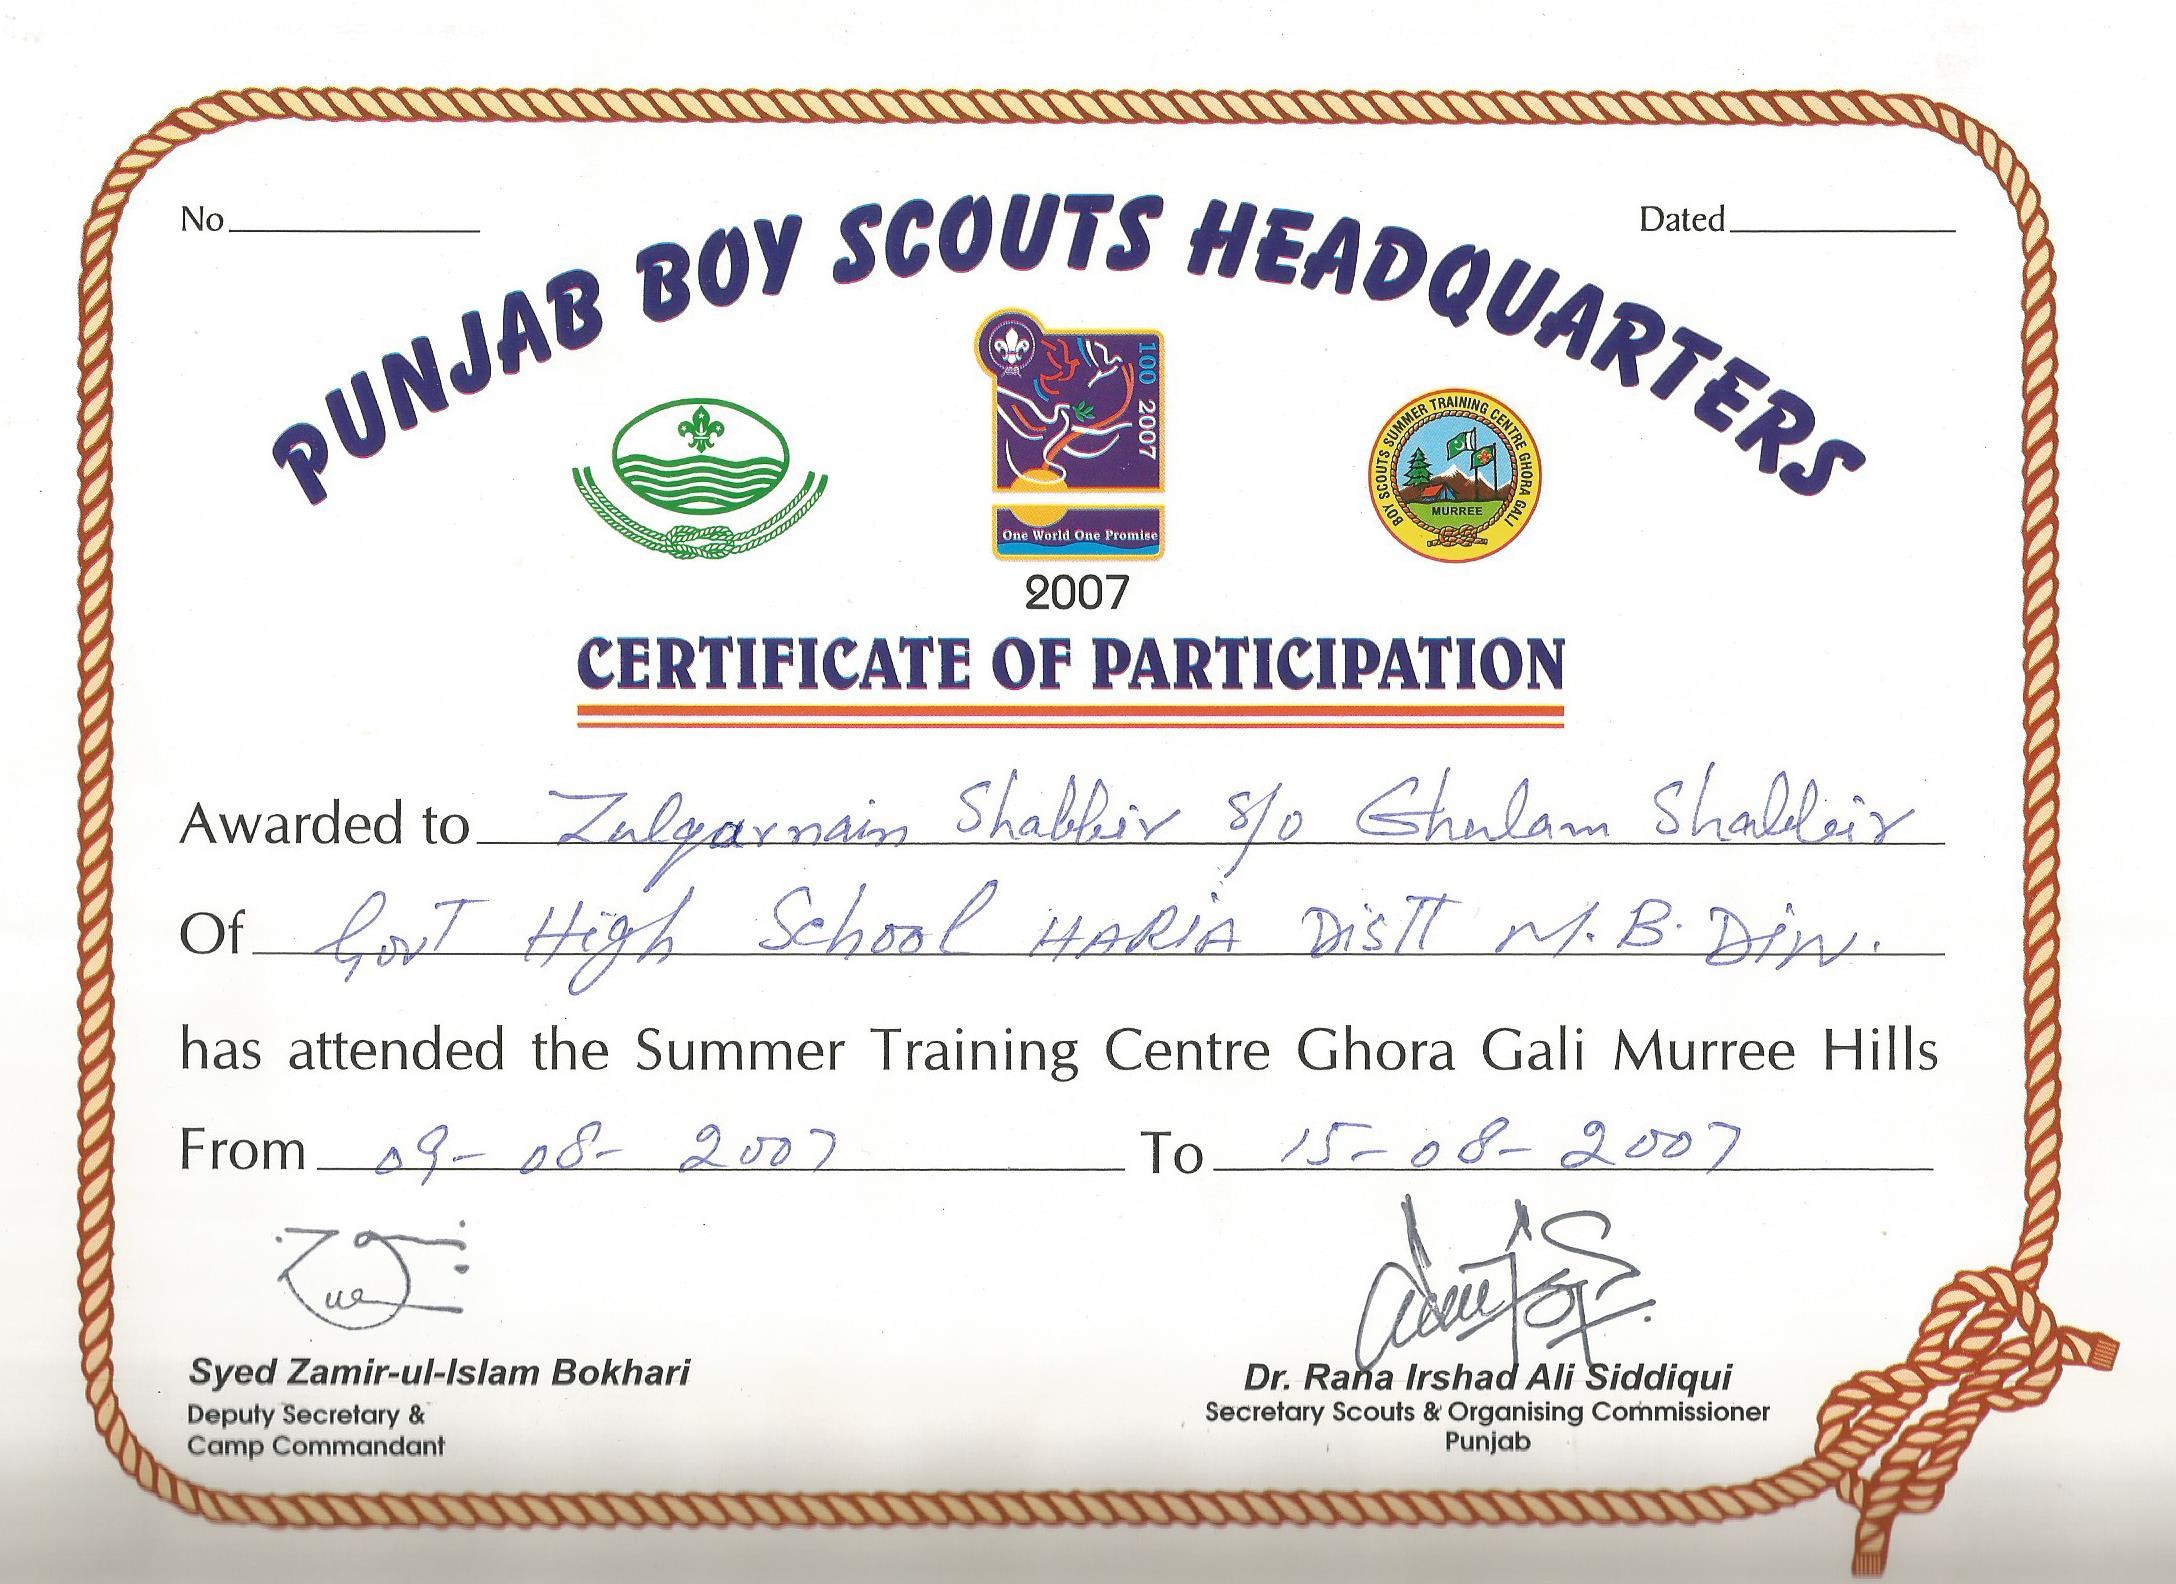 No
Dated
PUNJAB BOY SCOUTS HEADQUARTERS
100 2007
One World One Promise
BOY SCOUTS SUMMER TRAINING CENTRE GHORA GALI
MURREE
2007
CERTIFICATE OF PARTICIPATION
Awarded to Zulqarnain Shabbir S/o Ghulam Shabbir
Of Govt High School HARIA Distt M.B.Din.
has attended the Summer Training Centre Ghora Gali Murree Hills
From 09-08-2007 To 15-08-2007
Syed Zamir-ul-Islam Bokhari
Deputy Secretary &
Camp Commandant
Dr. Rana Irshad Ali Siddiqui
Secretary Scouts & Organising Commissioner
Punjab